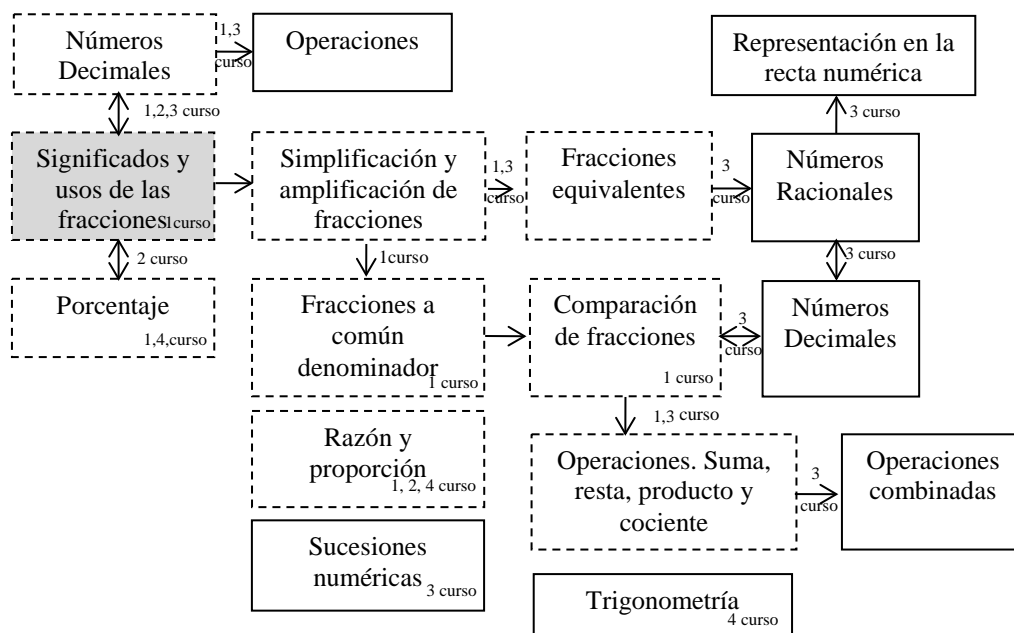 Números
Decimales
1,3
curso
Operaciones
Representación en la
recta numérica
1,2,3 curso
3 curso
Significados y
usos de las
fracciones
1curso
Simplificación y
amplificación de
fracciones
1,3
curso
Fracciones
equivalentes
3
curso
Números
Racionales
2 curso
1curso
3 curso
Porcentaje
1,4,curso
Fracciones a
común
denominador
1 curso
Comparación
de fracciones
1 curso
3
curso
Números
Decimales
1,3 curso
Razón y
proporción
1, 2, 4 curso
Operaciones. Suma,
resta, producto y
cociente
3
curso
Operaciones
combinadas
Sucesiones
numéricas
3 curso
Trigonometría
4 curso